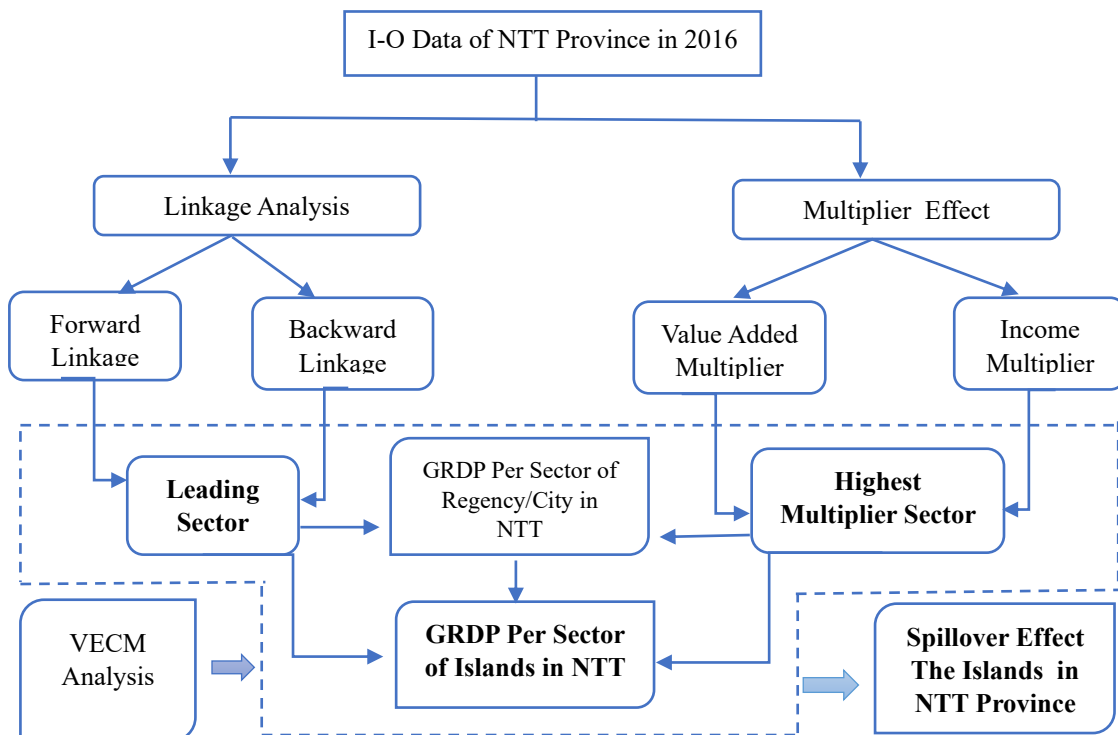 I-O Data of NTT Province in 2016
Linkage Analysis
Multiplier Effect
Forward
Linkage
Backward
Linkage
Value Added
Multiplier
Income
Multiplier
Leading
Sector
GRDP Per Sector of
Regency/City in
NTT
Highest
Multiplier Sector
VECM
Analysis
GRDP Per Sector
of Islands in NTT
Spillover Effect
The Islands in
NTT Province